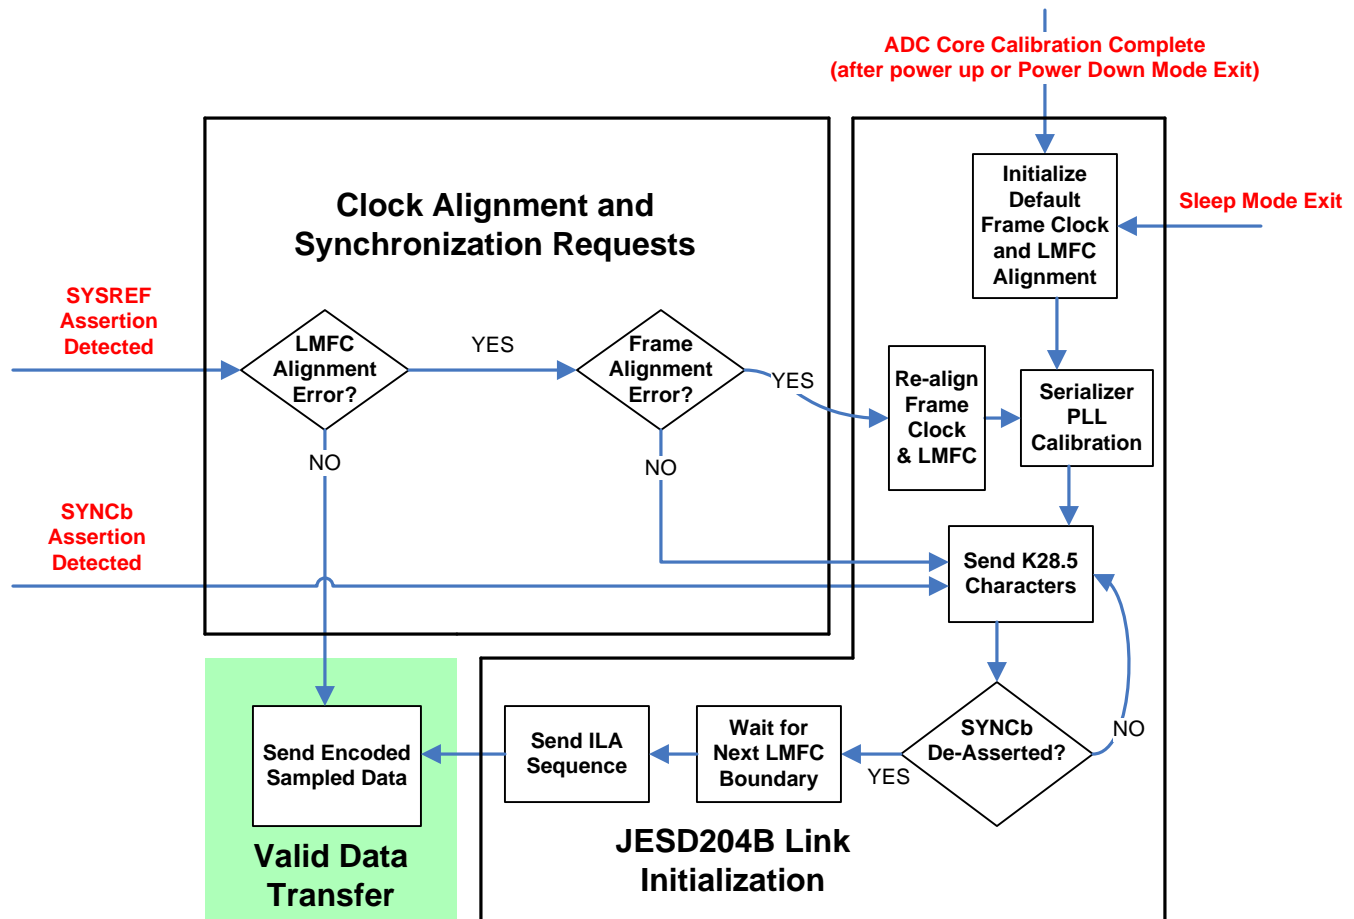 ADC Core Calibration Complete
(after power up or Power Down Mode Exit)
Clock Alignment and
Synchronization Requests
Initialize
Default
Frame Clock
and LMFC
Alignment
Sleep Mode Exit
SYSREF
Assertion
Detected
LMFC
Alignment
Error?
YES
Frame
Alignment
Error?
YES
Re-align
Frame
Clock
& LMFC
Serializer
PLL
Calibration
NO
NO
SYNCb
Assertion
Detected
Send K28.5
Characters
SYNCb
De-Asserted?
NO
YES
Wait for
Next LMFC
Boundary
Send ILA
Sequence
Send Encoded
Sampled Data
Valid Data
Transfer
JESD204B Link
Initialization